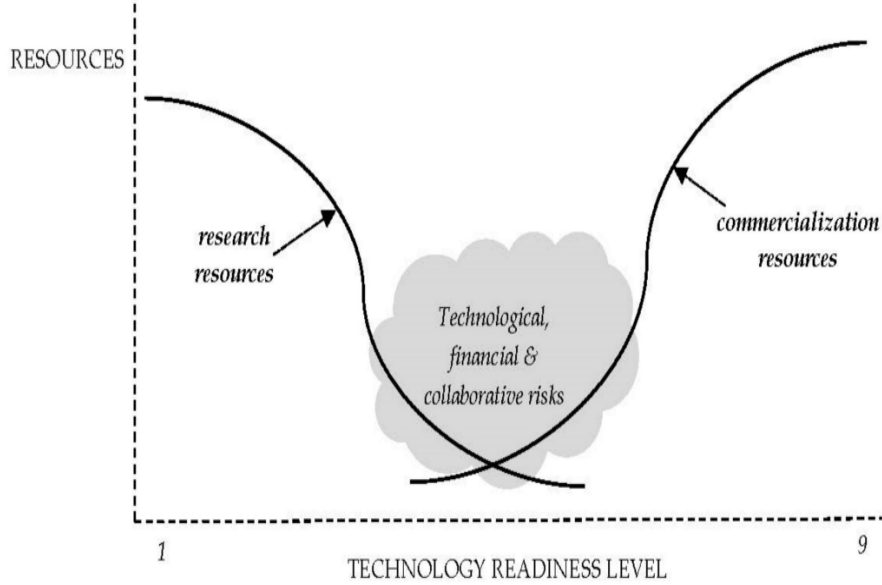 RESOURCES
research
resources
commercialization
resources
Technological,
financial &
collaborative risks
1
9
TECHNOLOGY READINESS LEVEL